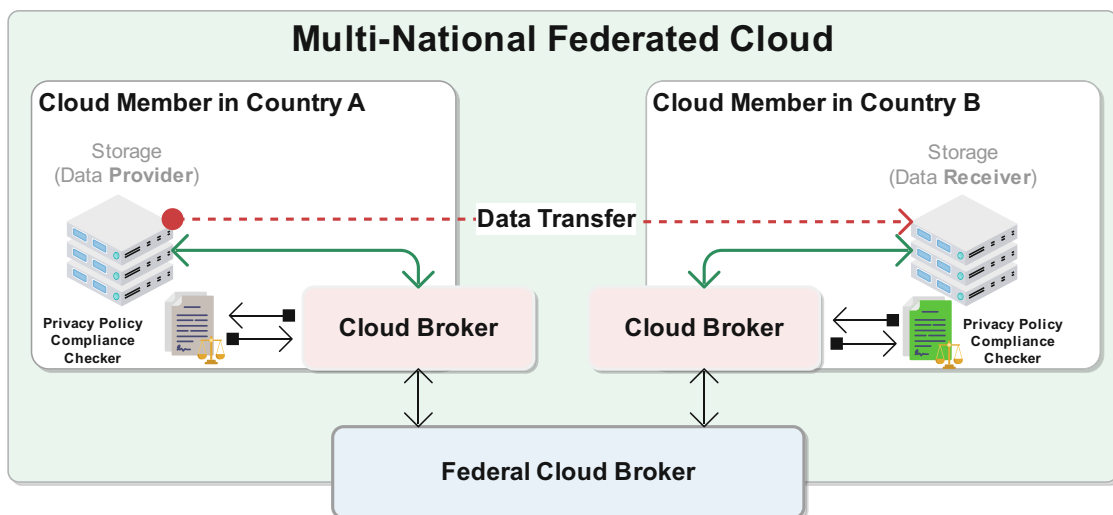 Multi-National Federated Cloud
Cloud Member in Country A
Storage
(Data Provider)
Privacy Policy
Compliance
Checker
Cloud Broker
Data Transfer
Cloud Member in Country B
Storage
(Data Receiver)
Cloud Broker
Privacy Policy
Compliance
Checker
Federal Cloud Broker